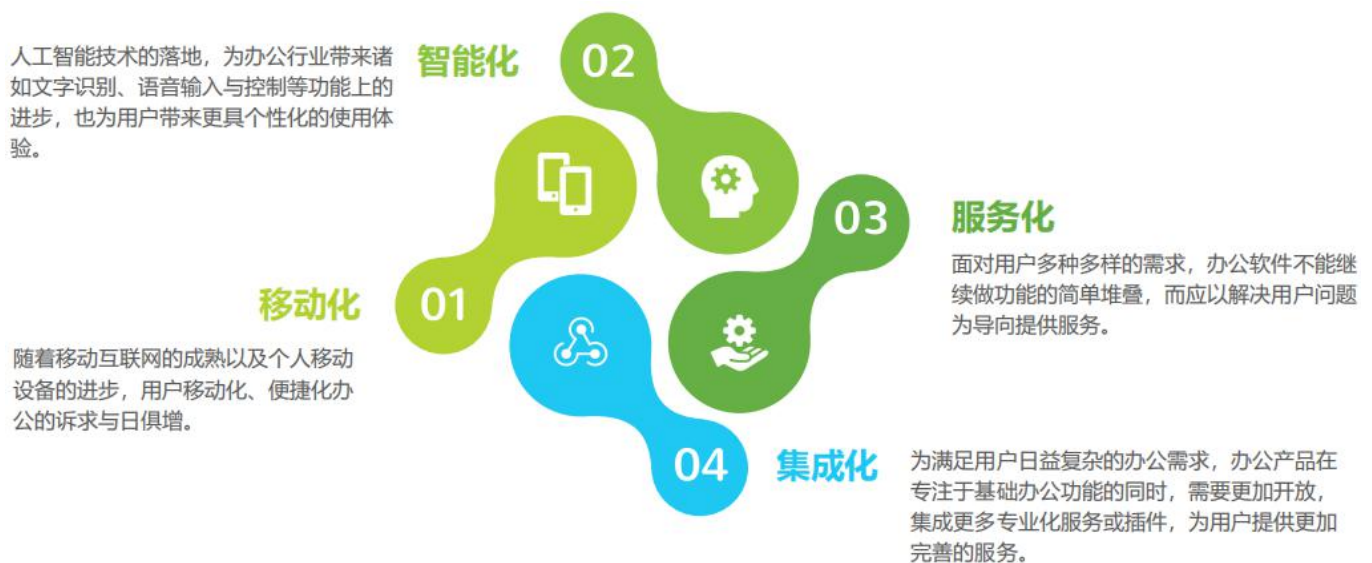 人工智能技术的落地，为办公行业带来诸
如文字识别、语音输入与控制等功能上的
进步，也为用户带来更具个性化的使用体
验。
智能化
02
03
服务化
面对用户多种多样的需求，办公软件不能继
续做功能的简单堆叠，而应以解决用户问题
为导向提供服务。
移动化
01
随着移动互联网的成熟以及个人移动
设备的进步，用户移动化、便捷化办
公的诉求与日俱增。
04
集成化
为满足用户日益复杂的办公需求，办公产品在
专注于基础办公功能的同时，需要更加开放，
集成更多专业化服务或插件，为用户提供更加
完善的服务。